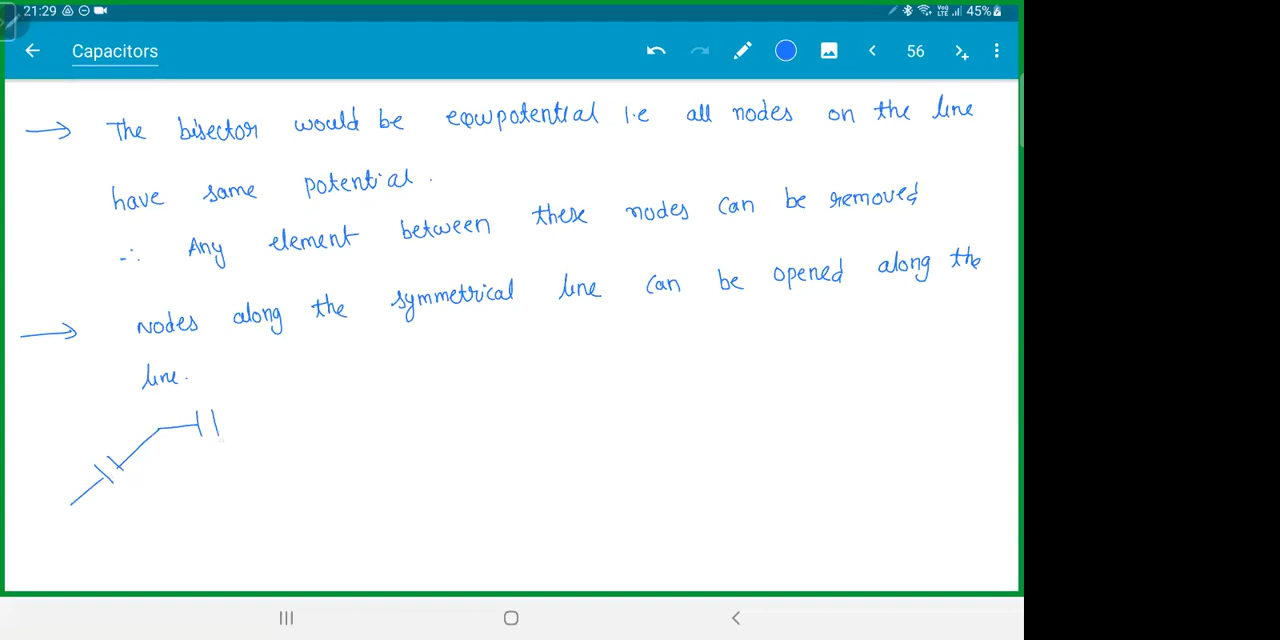 21:29
45%
Capacitors
56
The bisector would be equipotential i.e all nodes on the line
have same potential.
∴ Any element between these nodes can be removed
Nodes along the symmetrical line can be opened along the
line.